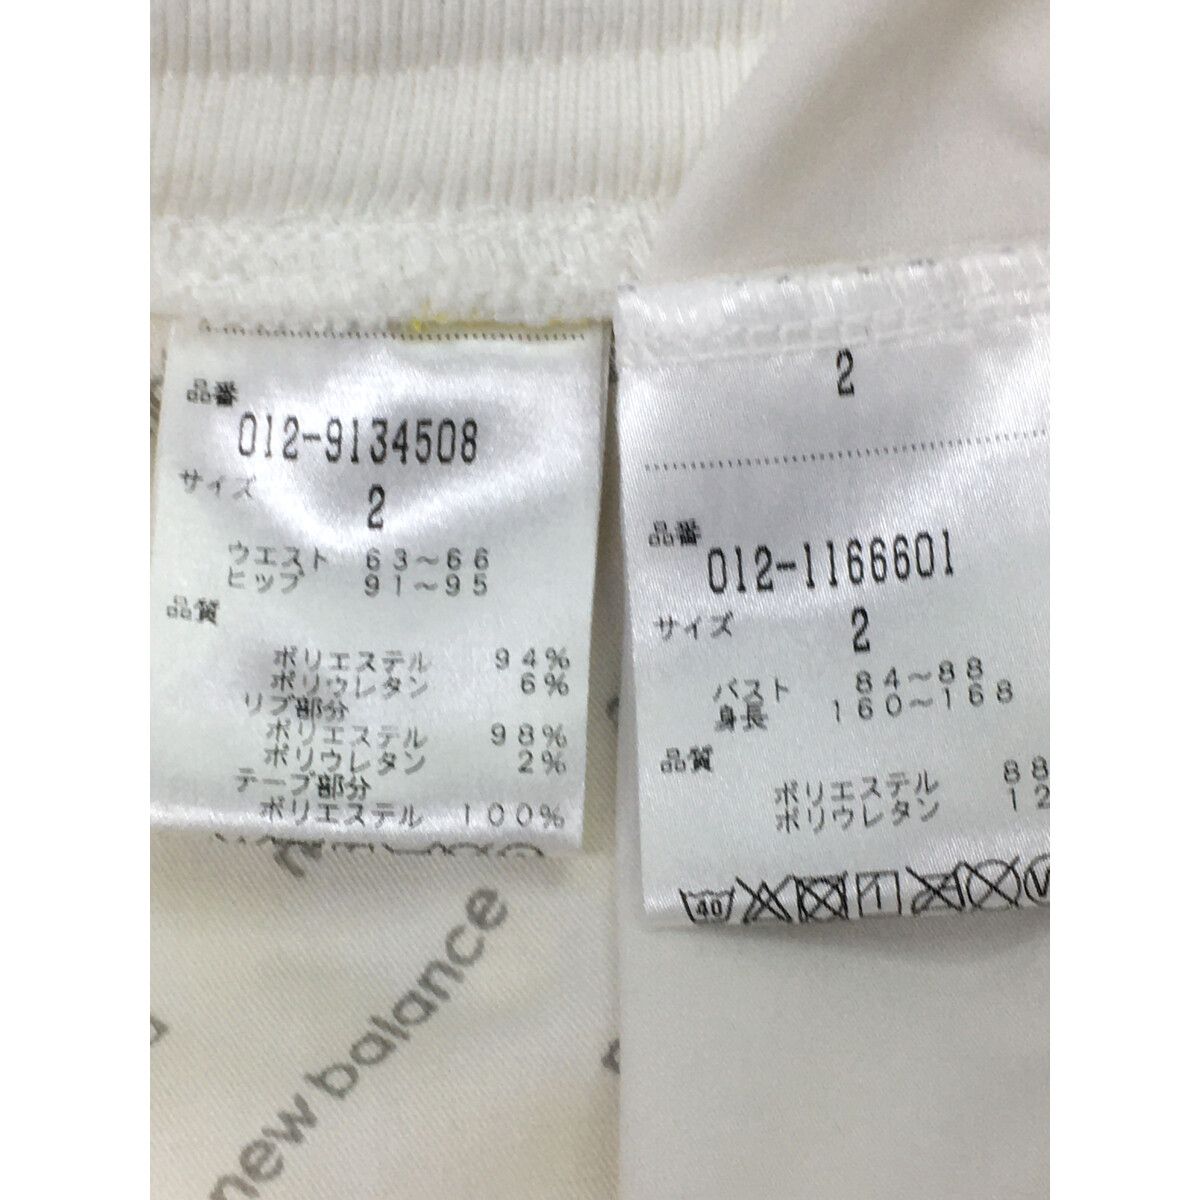 品番
012-9134508
サイズ
2
ウエスト 63～66
ヒップ 91～95
品質
ポリエステル 94%
ポリウレタン 6%
リブ部分
ポリエステル 98%
ポリウレタン 2%
テープ部分
ポリエステル 100%
new balance
2
品番
012-1166601
サイズ
2
バスト 84～88
身長 160～168
品質
ポリエステル 88
ポリウレタン 12
40